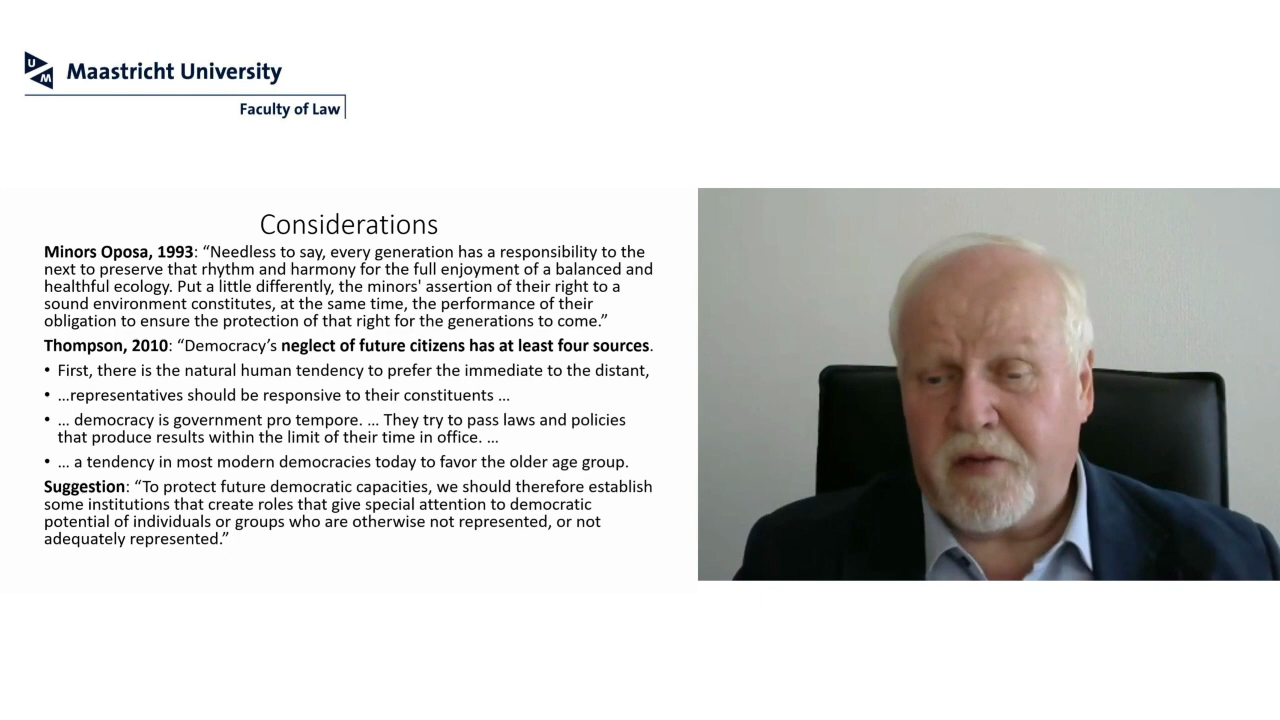 U
M
Maastricht University
Faculty of Law
Considerations
Minors Oposa, 1993: “Needless to say, every generation has a responsibility to the
next to preserve that rhythm and harmony for the full enjoyment of a balanced and
healthful ecology. Put a little differently, the minors' assertion of their right to a
sound environment constitutes, at the same time, the performance of their
obligation to ensure the protection of that right for the generations to come.”
Thompson, 2010: “Democracy’s neglect of future citizens has at least four sources.
• First, there is the natural human tendency to prefer the immediate to the distant,
• …representatives should be responsive to their constituents …
• … democracy is government pro tempore. … They try to pass laws and policies
that produce results within the limit of their time in office. …
• … a tendency in most modern democracies today to favor the older age group.
Suggestion: “To protect future democratic capacities, we should therefore establish
some institutions that create roles that give special attention to democratic
potential of individuals or groups who are otherwise not represented, or not
adequately represented.”